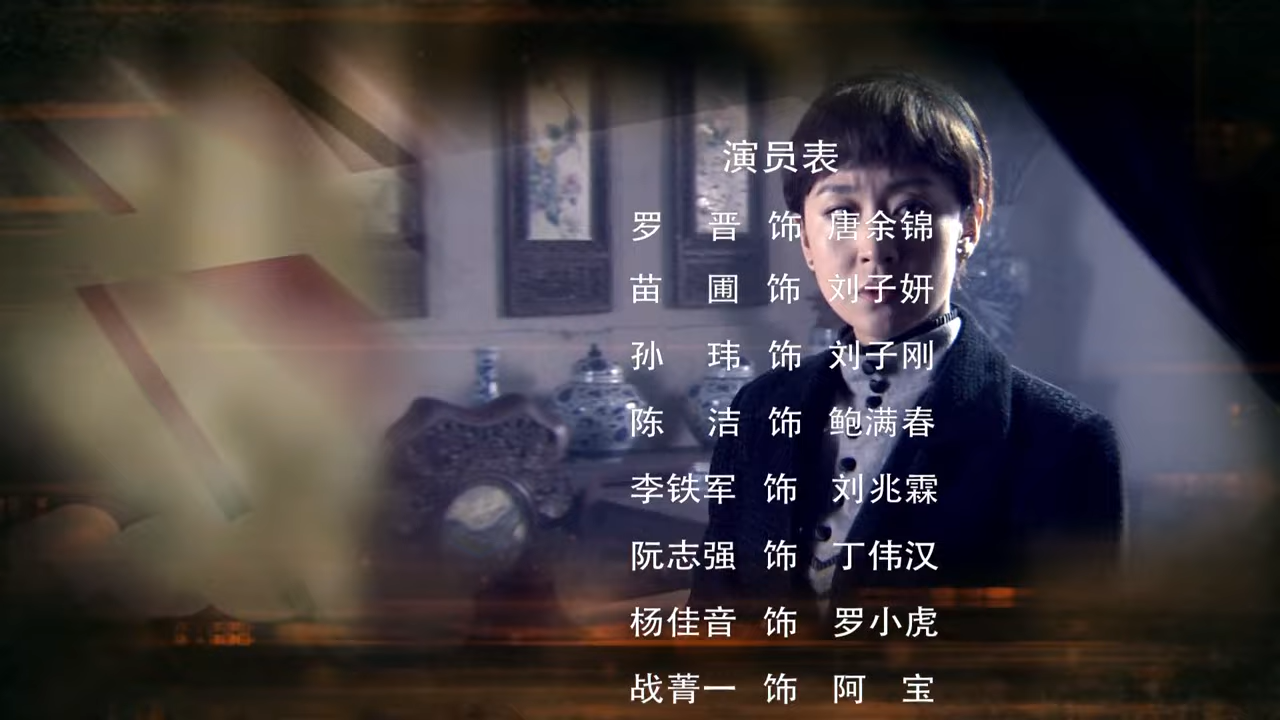 演员表
罗 晋 饰 唐余锦
苗 圃 饰 刘子妍
孙 玮 饰 刘子刚
陈 洁 饰 鲍满春
李铁军 饰 刘兆霖
阮志强 饰 丁伟汉
杨佳音 饰 罗小虎
战菁一 饰 阿 宝